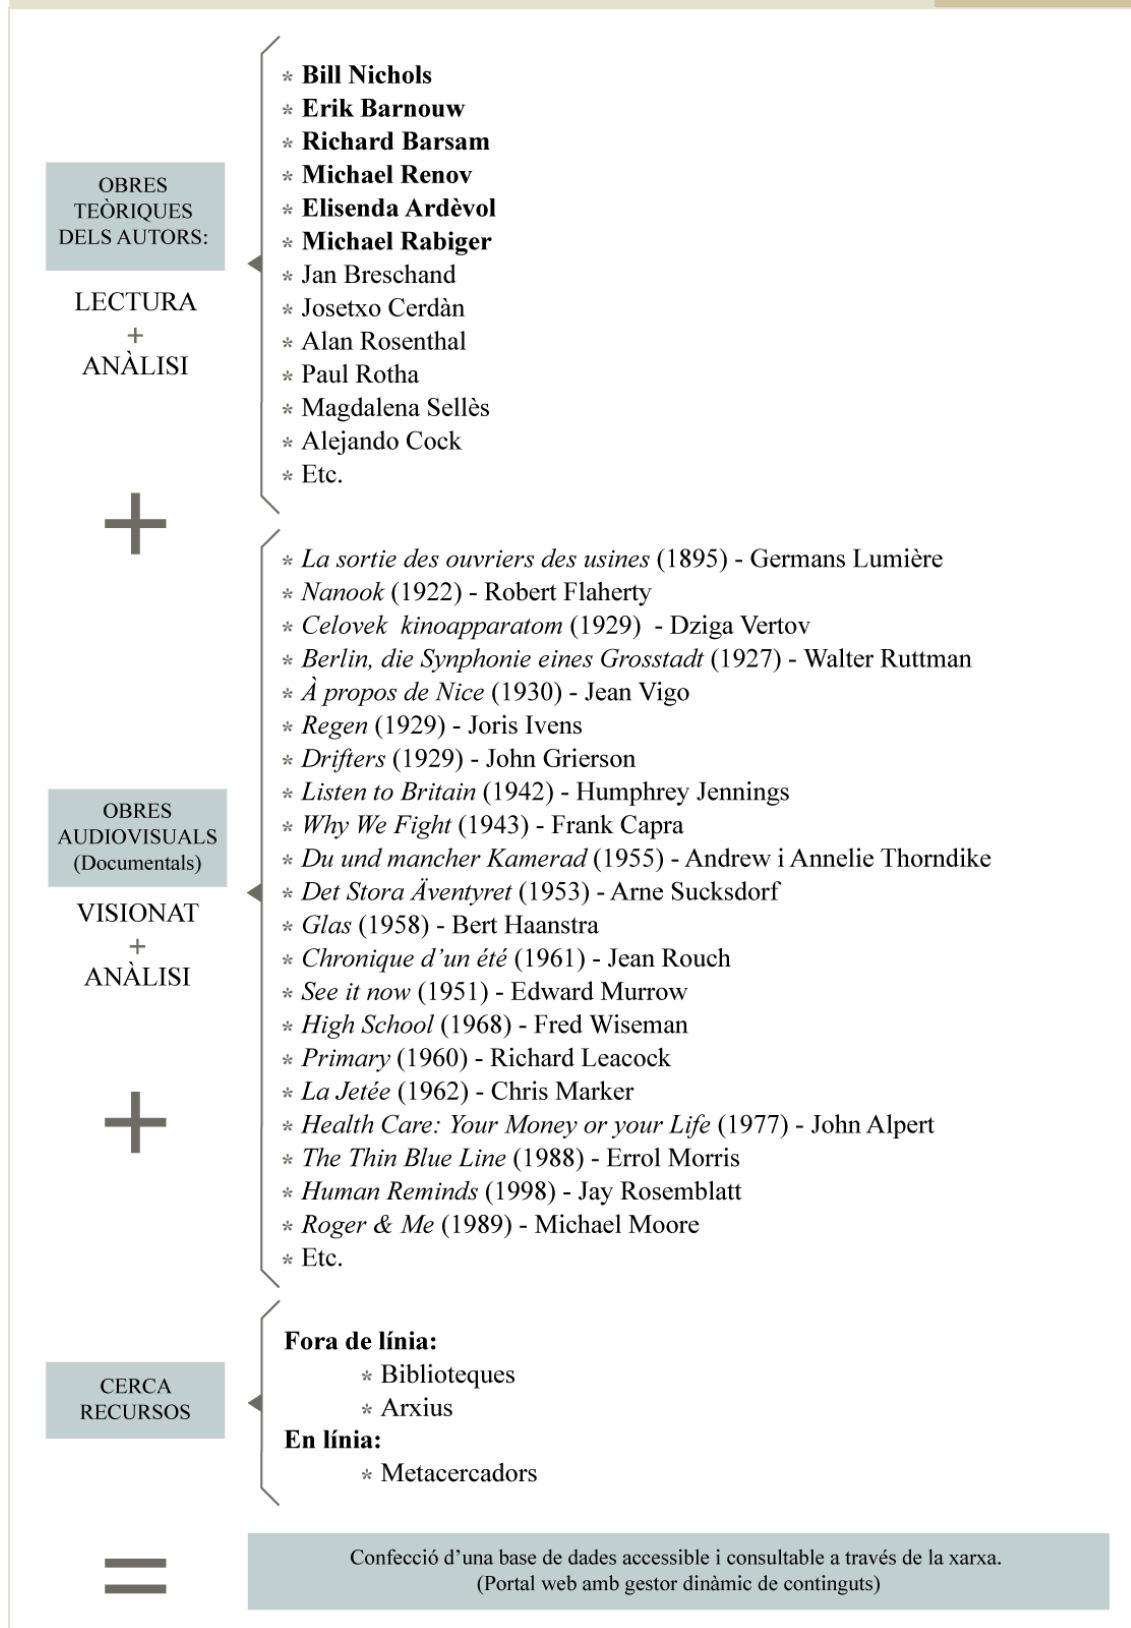 OBRES
TEÒRIQUES
DELS AUTORS:
LECTURA
+
ANÀLISI
* Bill Nichols
* Erik Barnouw
* Richard Barsam
* Michael Renov
* Elisenda Ardèvol
* Michael Rabiger
* Jan Breschand
* Josetxo Cerdàn
* Alan Rosenthal
* Paul Rotha
* Magdalena Sellès
* Alejando Cock
* Etc.
+
OBRES
AUDIOVISUALS
(Documentals)
VISIONAT
+
ANÀLISI
* La sortie des ouvriers des usines (1895) - Germans Lumière
* Nanook (1922) - Robert Flaherty
* Celovek kinoapparatom (1929) - Dziga Vertov
* Berlin, die Synphonie eines Grosstadt (1927) - Walter Ruttman
* À propos de Nice (1930) - Jean Vigo
* Regen (1929) - Joris Ivens
* Drifters (1929) - John Grierson
* Listen to Britain (1942) - Humphrey Jennings
* Why We Fight (1943) - Frank Capra
* Du und mancher Kamerad (1955) - Andrew i Annelie Thorndike
* Det Stora Äventyret (1953) - Arne Sucksdorf
* Glas (1958) - Bert Haanstra
* Chronique d'un été (1961) - Jean Rouch
* See it now (1951) - Edward Murrow
* High School (1968) - Fred Wiseman
* Primary (1960) - Richard Leacock
* La Jetée (1962) - Chris Marker
* Health Care: Your Money or your Life (1977) - John Alpert
* The Thin Blue Line (1988) - Errol Morris
* Human Reminds (1998) - Jay Rosemblatt
* Roger & Me (1989) - Michael Moore
* Etc.
+
CERCA
RECURSOS
Fora de línia:
* Biblioteques
* Arxius
En línia:
* Metacercadors
=
Confecció d'una base de dades accessible i consultable a través de la xarxa.
(Portal web amb gestor dinàmic de continguts)